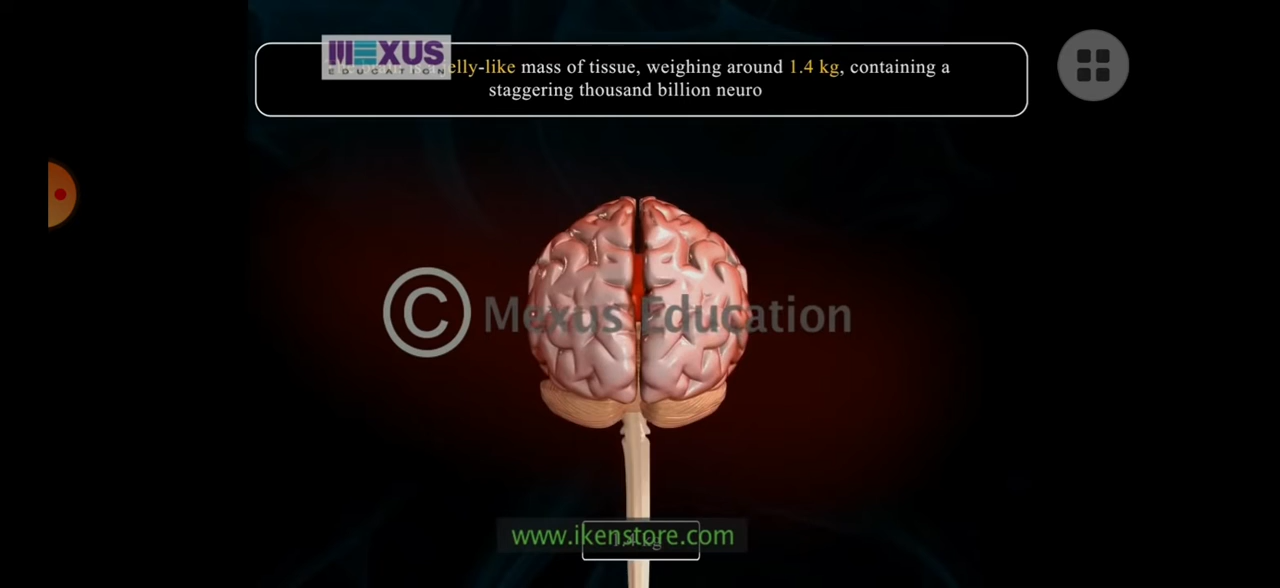 MEXUS
EDUCATION
elly-like mass of tissue, weighing around 1.4 kg, containing a
staggering thousand billion neuro
© Mexus Education
www.ikenstore.com